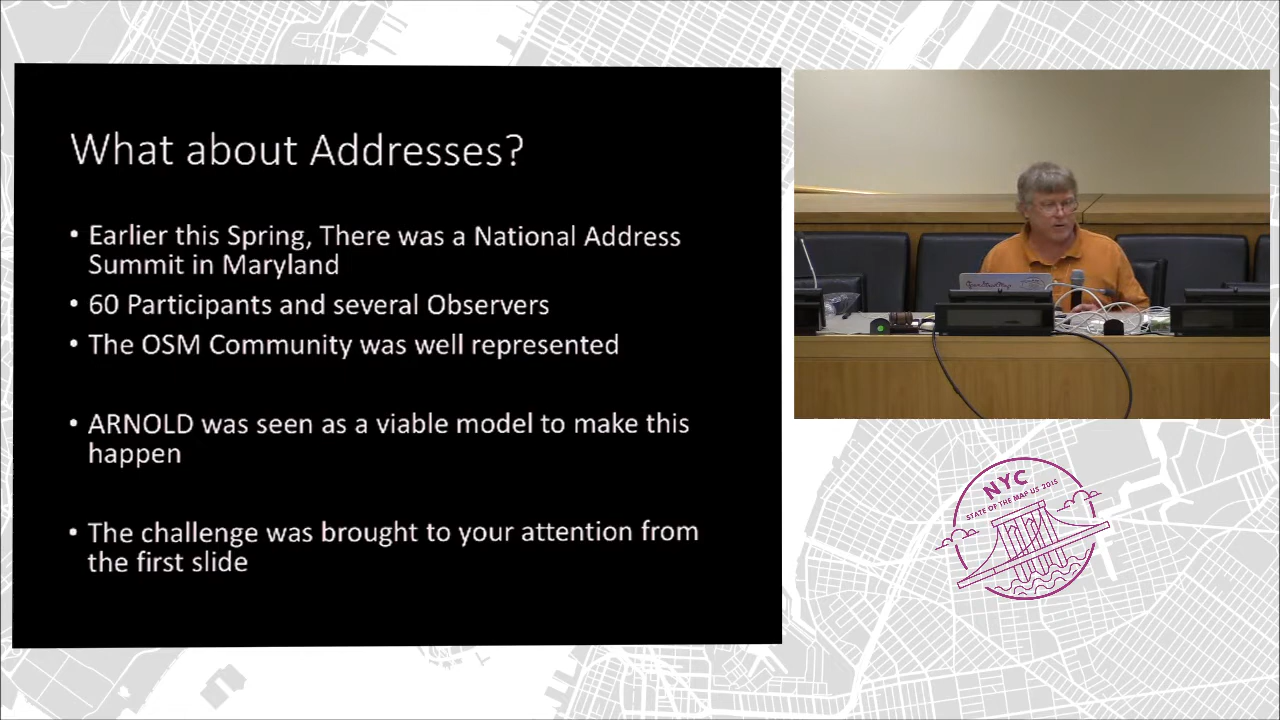 What about Addresses?
• Earlier this Spring, There was a National Address
Summit in Maryland
• 60 Participants and several Observers
• The OSM Community was well represented
• ARNOLD was seen as a viable model to make this
happen
• The challenge was brought to your attention from
the first slide
OpenStreetMap
NYC
STATE OF THE MAP US 2015